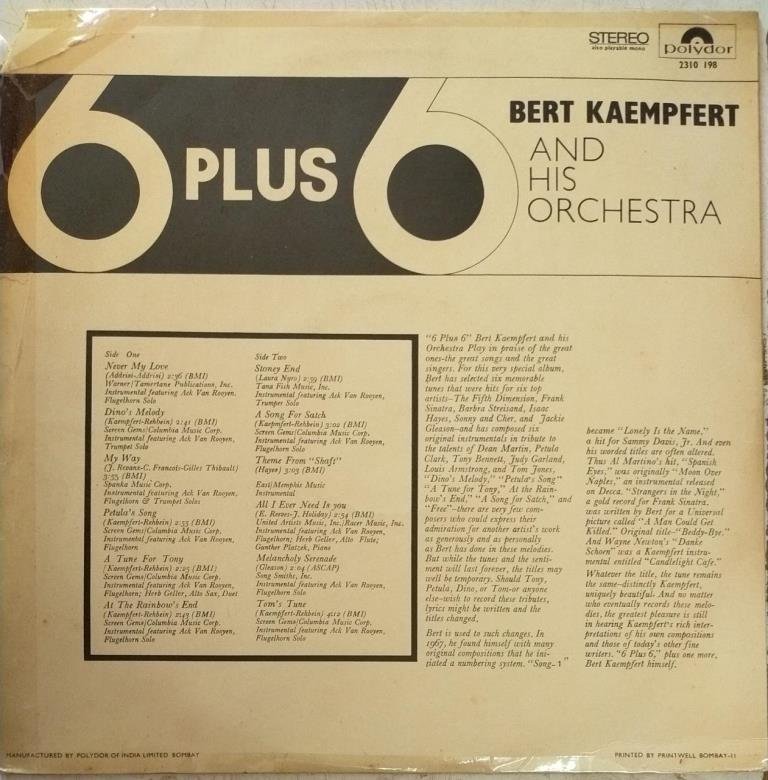 STEREO
also playable mono
polydor
2310 198
6 PLUS 6
BERT KAEMPFERT
AND
HIS
ORCHESTRA
Side One
Never My Love
(Addrisi-Addrisi) 2:56 (BMI)
Warner/Tamertane Publications, Inc.
Instrumental featuring Ack Van Rooyen,
Flugelhorn Solo
Dino's Melody
(Kaempfert-Rehbein) 2:41 (BMI)
Screen Gems/Columbia Music Corp.
Instrumental featuring Ack Van Rooyen,
Trumpet Solo
My Way
(J. Revaux-C. Francois-Gilles Thibault)
3:35 (BMI)
Spanka Music Corp.
Instrumental featuring Ack Van Rooyen,
Flugelhorn & Trumpet Solos
Petula's Song
(Kaempfert-Rehbein) 2:53 (BMI)
Screen Gems/Columbia Music Corp.
Instrumental featuring Ack Van Rooyen,
Flugelhorn
A Tune For Tony
(Kaempfert-Rehbein) 2:25 (BMI)
Screen Gems/Columbia Music Corp.
Instrumental featuring Ack Van Rooyen,
Flugelhorn; Herb Geller, Alto Sax, Duet
At The Rainbow's End
(Kaempfert-Rehbein) 2:43 (BMI)
Screen Gems/Columbia Music Corp.
Instrumental featuring Ack Van Rooyen,
Flugelhorn Solo
Side Two
Stoney End
(Laura Nyro) 2:59 (BMI)
Tuna Fish Music, Inc.
Instrumental featuring Ack Van Rooyen,
Trumpet Solo
A Song For Satch
(Kaepmfert-Rehbein) 3:02 (BMI)
Screen Gems/Columbia Music Corp.
Instrumental featuring Ack Van Rooyen,
Flugelhorn Solo
Theme From "Shaft"
(Hayes) 3:03 (BMI)
East/Memphis Music
Instrumental
All I Ever Need Is you
(E. Reeves-J. Holiday) 2:54 (BMI)
United Artists Music, Inc./Racer Music, Inc.
Instrumental featuring Ack Van Rooyen,
Flugelhorn; Herb Geller, Alto Flute;
Gunther Platzek, Piano
Melancholy Serenade
(Gleason) 2:04 (ASCAP)
Song Smiths, Inc.
Instrumental featuring Ack Van Rooyen,
Flugelhorn Solo
Tom's Tune
(Kaempfert-Rehbein) 4:12 (BMI)
Screen Gems/Columbia Music Corp.
Instrumental featuring Ack Van Rooyen,
Flugelhorn Solo
"6 Plus 6" Bert Kaempfert and his
Orchestra Play in praise of the great
ones-the great songs and the great
singers. For this very special album,
Bert has selected six memorable
tunes that were hits for six top
artists—The Fifth Dimension, Frank
Sinatra, Barbra Streisand, Isaac
Hayes, Sonny and Cher, and Jackie
Gleason—and has composed six
original instrumentals in tribute to
the talents of Dean Martin, Petula
Clark, Tony Bennett, Judy Garland,
Louis Armstrong, and Tom Jones,
"Dino's Melody," "Petula's Song"
"A Tune for Tony," At the Rain-
bow's End," "A Song for Satch," and
"Free"—there are very few com-
posers who could express their
admiration for another artist's work
as generously and as personally
as Bert has done in these melodies.
But while the tunes and the senti-
ment will last forever, the titles may
well be temporary. Should Tony,
Petula, Dino, or Tom-or anyone
else-wish to record these tributes,
lyrics might be written and the
titles changed.
Bert is used to such changes. In
1967, he found himself with many
original compositions that he ini-
tiated a numbering system. "Song-1"
became "Lonely Is the Name,"
a hit for Sammy Davis, Jr. And even
his worded titles are often altered.
Thus Al Martino's hit, "Spanish
Eyes," was originally "Moon Over
Naples," an instrumental released
on Decca. "Strangers in the Night,"
a gold record for Frank Sinatra.
was written by Bert for a Universal
picture called "A Man Could Get
Killed." Original title-"Beddy-Bye."
And Wayne Newton's "Danke
Schoen" was a Kaempfert instru-
mental entitled "Candlelight Cafe."
Whatever the title, the tune remains
the same—distinctly Kaempfert,
uniquely beautiful. And no matter
who eventually records these melo-
dies, the greatest pleasure is still
in hearing Kaempfert's rich inter-
pretations of his own compositions
and those of today's other fine
writers. "6 Plus 6," plus one more,
Bert Kaempfert himself.
MANUFACTURED BY POLYDOR OF INDIA LIMITED BOMBAY
PRINTED BY PRINTWELL BOMBAY-11